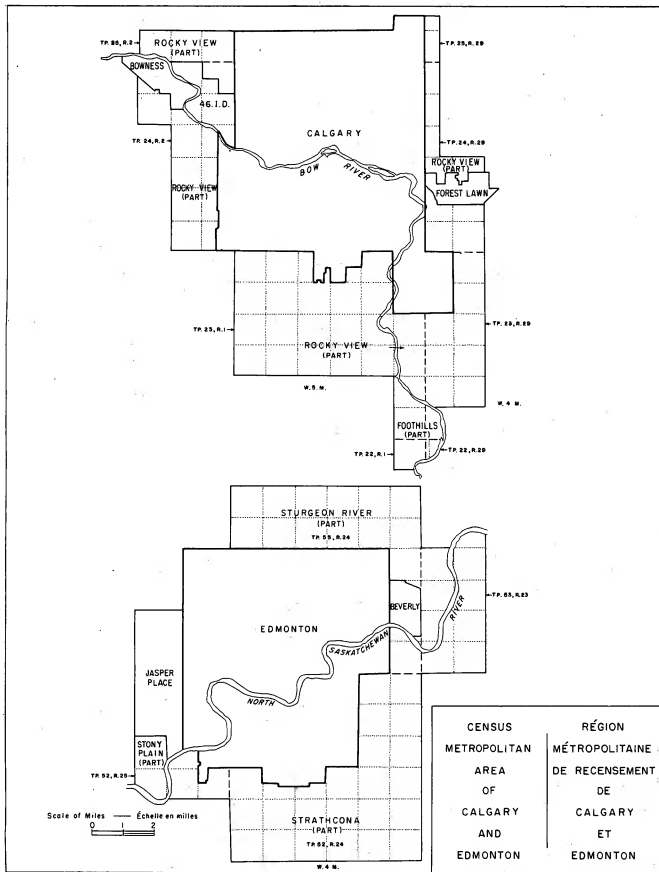 TP. 25, R.2
ROCKY VIEW
(PART)
BOWNESS
46.I.D.
TP. 25, R.29
CALGARY
TP. 24, R.2
TP. 24, R.29
BOW RIVER
ROCKY VIEW
(PART)
FOREST LAWN
ROCKY VIEW
(PART)
TP. 23, R.1
TP. 23, R.29
ROCKY VIEW
(PART)
W. 5 M.
W. 4 M.
FOOTHILLS
(PART)
TP. 22, R.1
TP. 22, R.29
STURGEON RIVER
(PART)
TP. 55, R.24
TP. 53, R.23
BEVERLY
EDMONTON
NORTH SASKATCHEWAN RIVER
JASPER
PLACE
STONY
PLAIN
(PART)
TP. 52, R.25
Scale of Miles — Échelle en milles
0 1 2
STRATHCONA
(PART)
TP. 52, R.24
W. 4 M.
CENSUS
METROPOLITAN
AREA
OF
CALGARY
AND
EDMONTON
RÉGION
MÉTROPOLITAINE
DE RECENSEMENT
DE
CALGARY
ET
EDMONTON